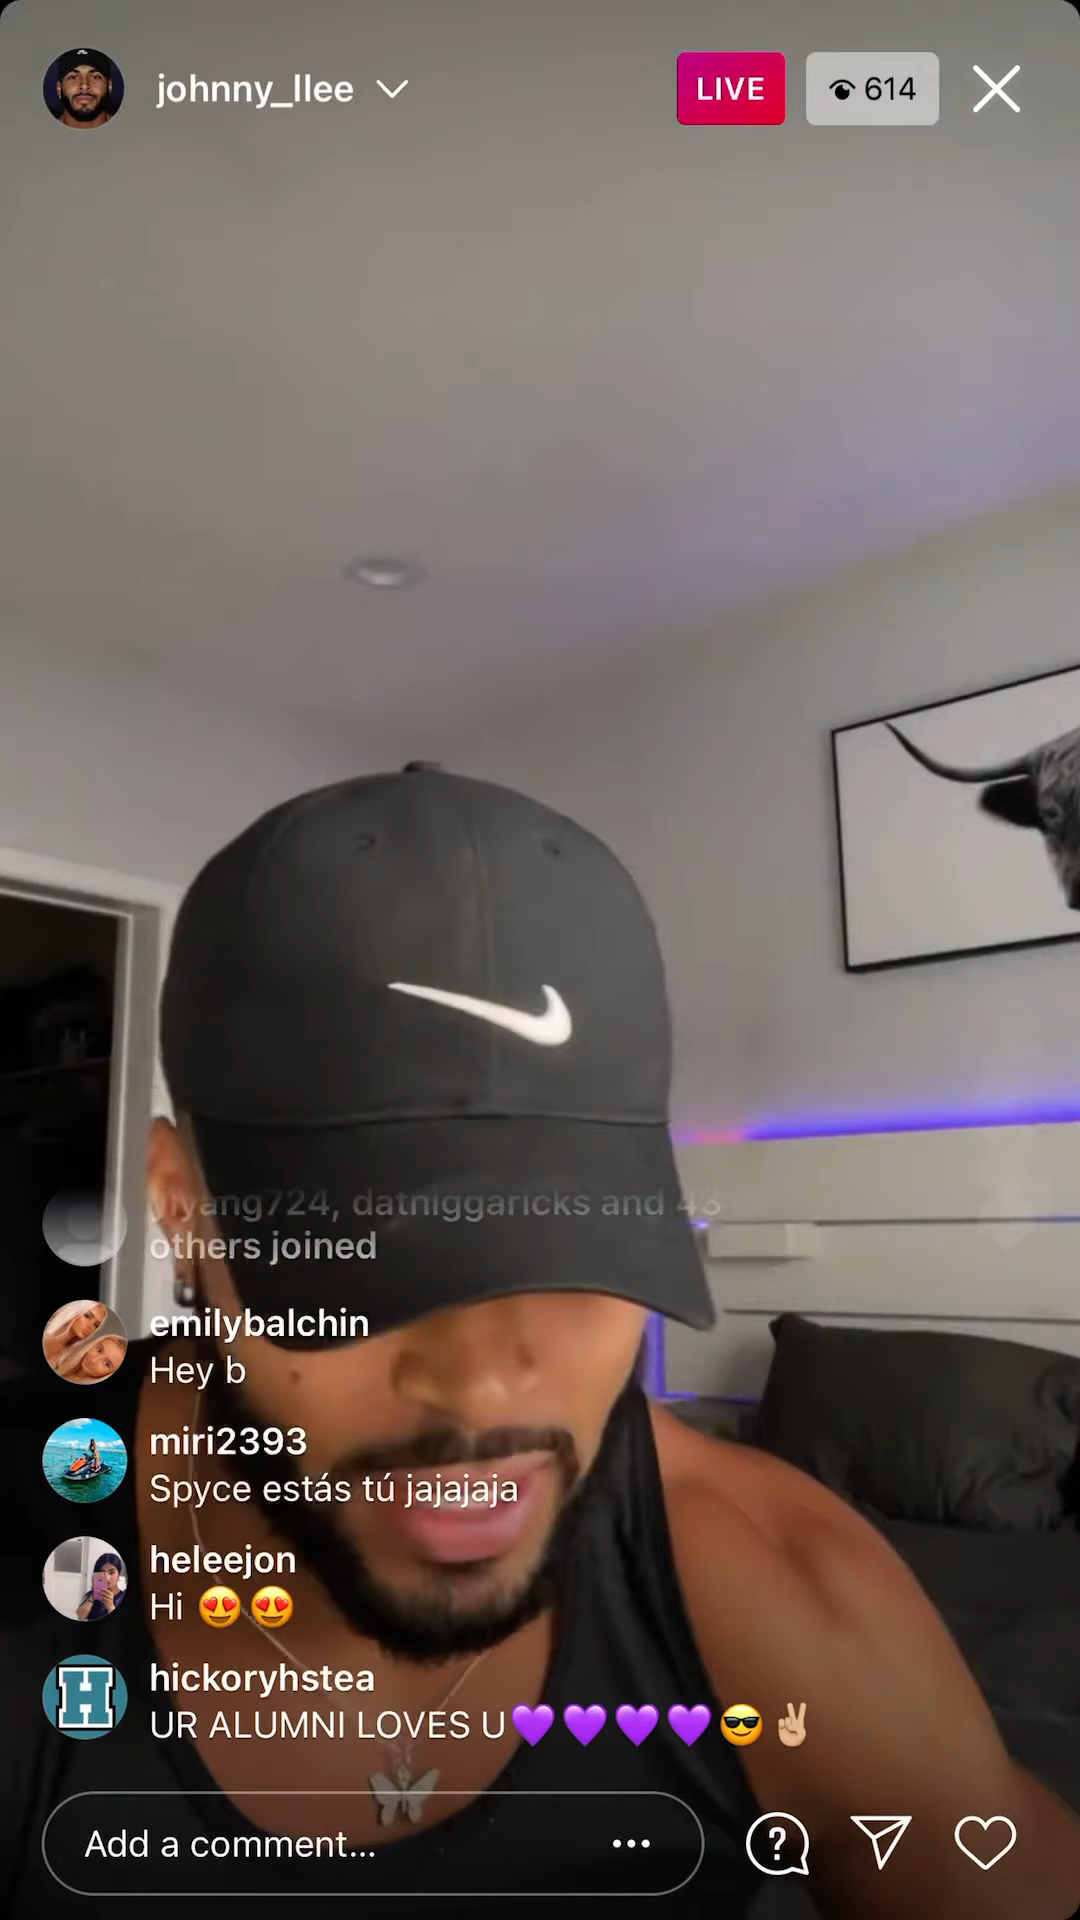 johnny_llee
LIVE
614
ylyang724, datniggaricks and 43
others joined
emilybalchin
Hey b
miri2393
Spyce estás tú jajajaja
heleejon
Hi 😍😍
hickoryhstea
UR ALUMNI LOVES U💜💜💜💜😎✌🏼
H
Add a comment...